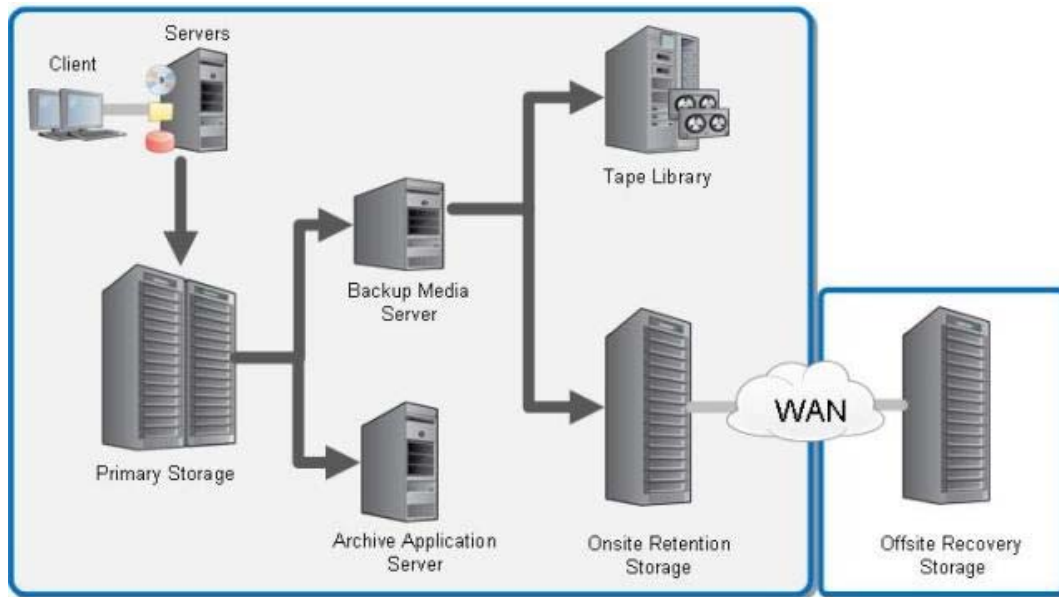 Servers
Client
Tape Library
Backup Media
Server
WAN
Primary Storage
Archive Application
Server
Onsite Retention
Storage
Offsite Recovery
Storage